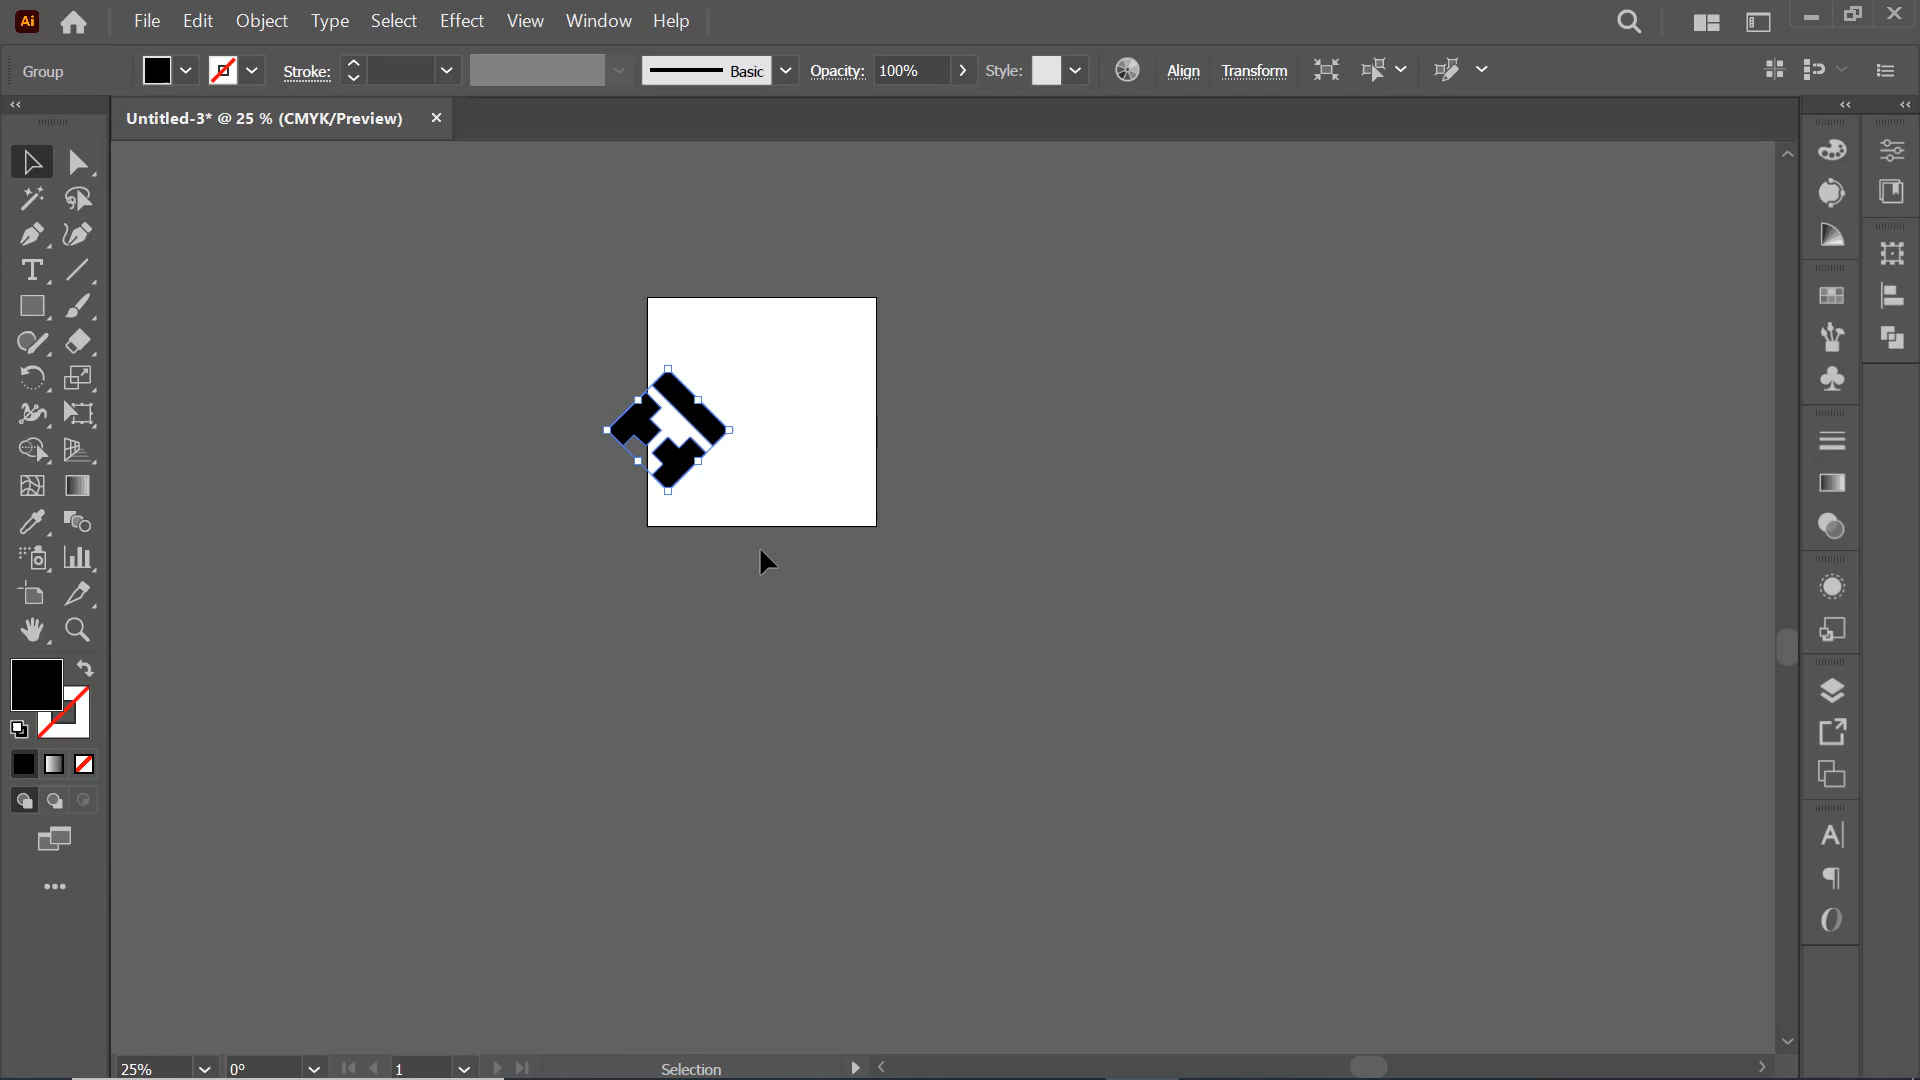 Ai File Edit Object Type Select Effect View Window Help
Group Stroke: Basic Opacity: 100% Style: Align Transform
Untitled-3* @ 25 % (CMYK/Preview)
25% 0° 1 Selection